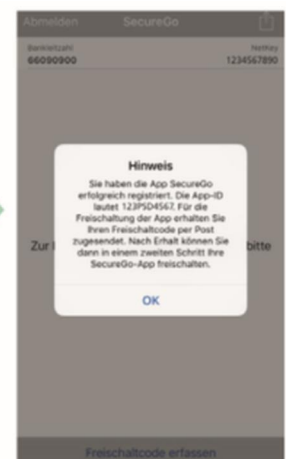 Abmelden SecureGo
Bankleitzahl NetKey
66090900 1234567890
Hinweis
Sie haben die App SecureGo
erfolgreich registriert. Die App-ID
lautet 123PSD4567. Für die
Freischaltung der App erhalten Sie
Ihren Freischaltcode per Post
zugesendet. Nach Erhalt können Sie
dann in einem zweiten Schritt Ihre
SecureGo-App freischalten.
Zur bitte
OK
Freischaltcode erfassen